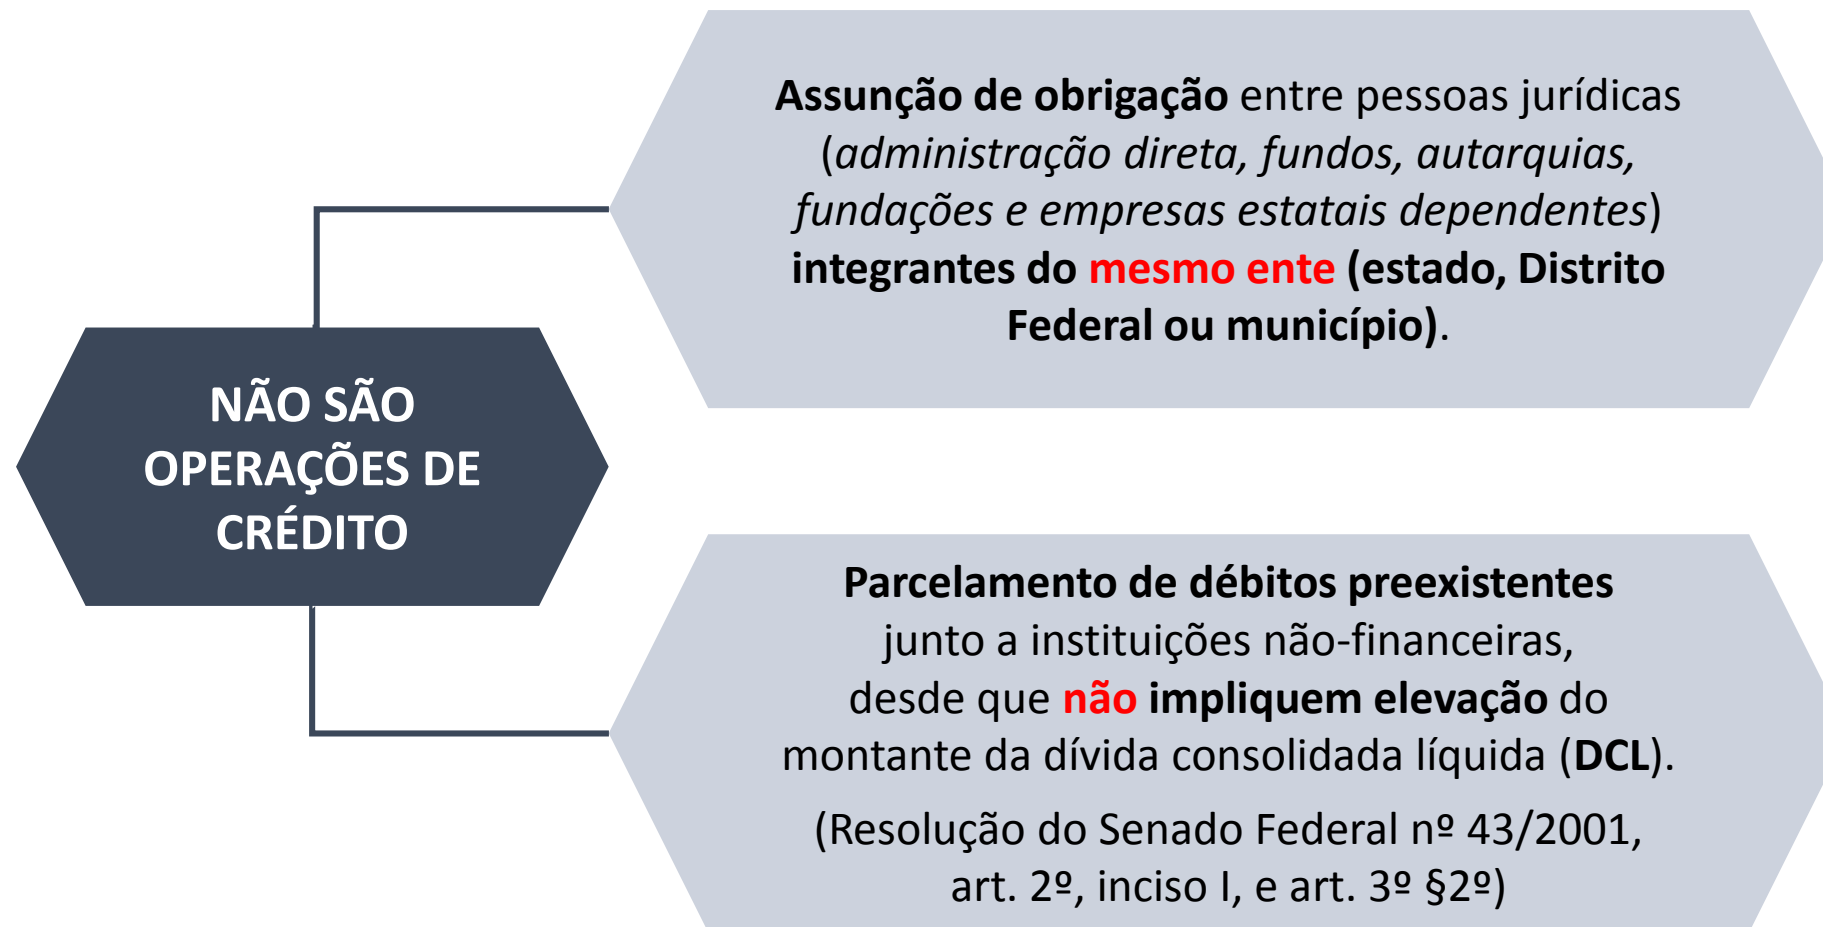 Assunção de obrigação entre pessoas jurídicas
(administração direta, fundos, autarquias,
fundações e empresas estatais dependentes)
integrantes do mesmo ente (estado, Distrito
Federal ou município).
NÃO SÃO
OPERAÇÕES DE
CRÉDITO
Parcelamento de débitos preexistentes
junto a instituições não-financeiras,
desde que não impliquem elevação do
montante da dívida consolidada líquida (DCL).
(Resolução do Senado Federal nº 43/2001,
art. 2º, inciso I, e art. 3º §2º)